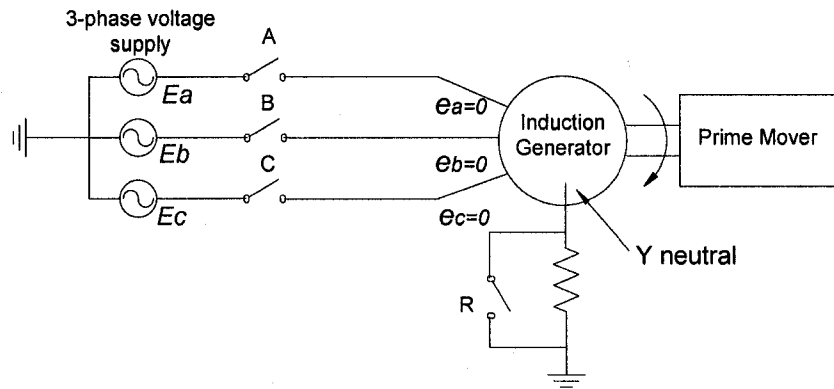 3-phase voltage
supply
A
Ea
B
Eb
C
Ec
ea=0
eb=0
ec=0
Induction
Generator
Prime Mover
Y neutral
R